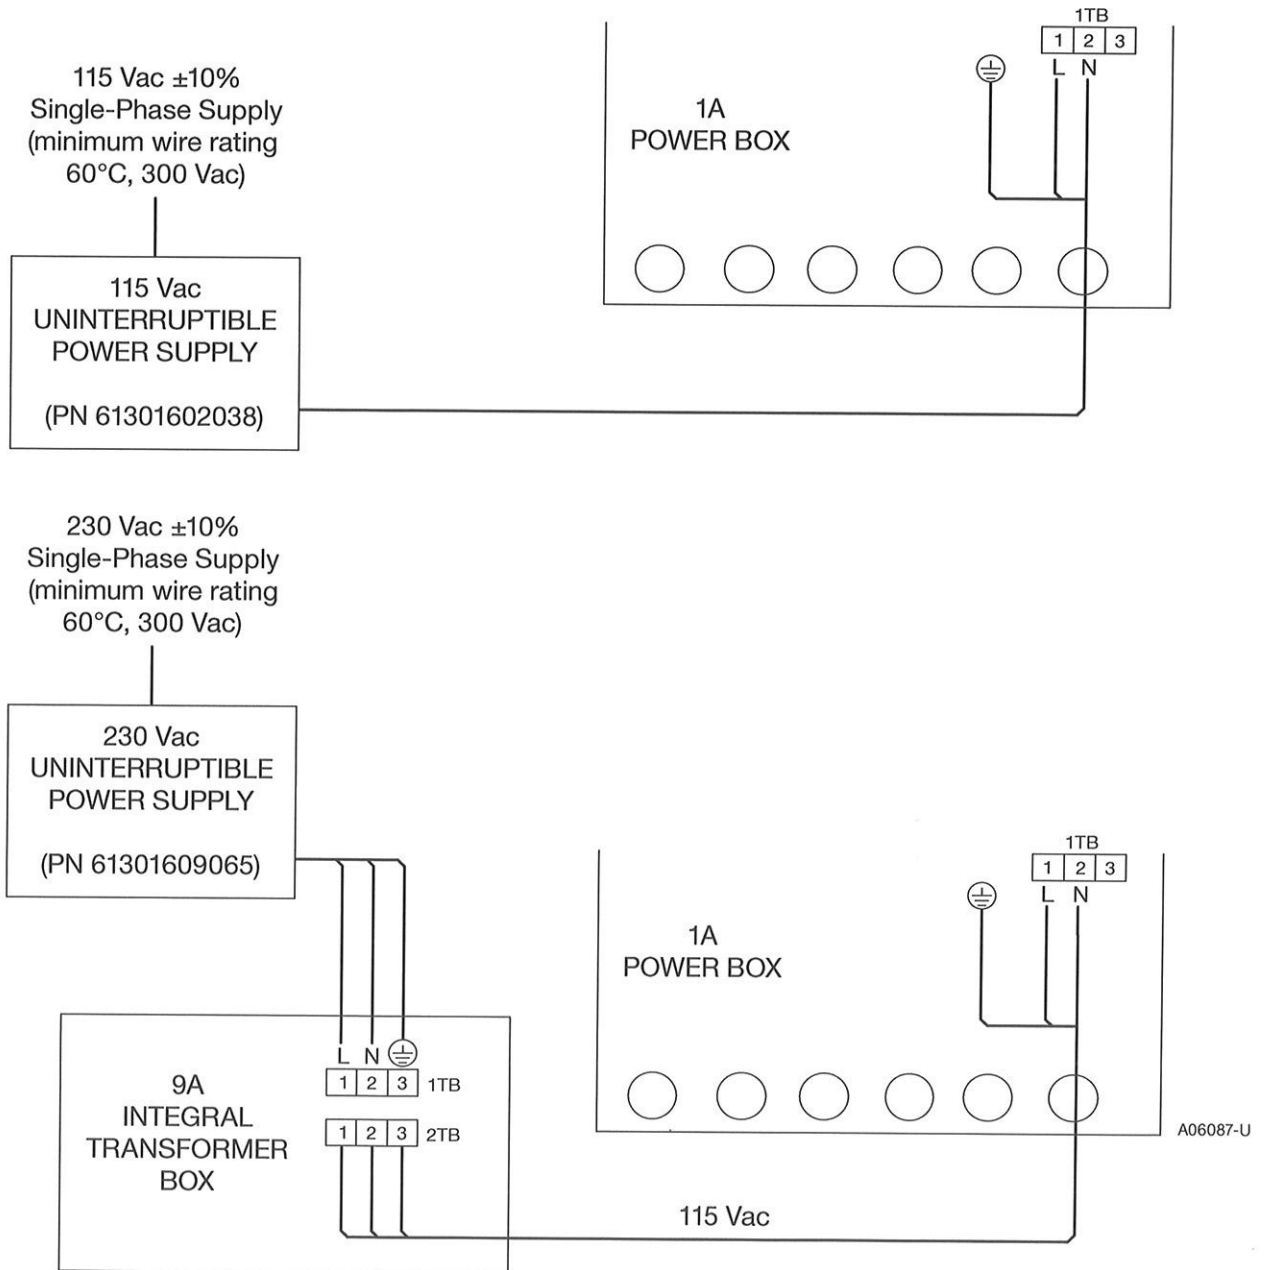 115 Vac ±10%
Single-Phase Supply
(minimum wire rating
60°C, 300 Vac)
115 Vac
UNINTERRUPTIBLE
POWER SUPPLY
(PN 61301602038)
1TB
1 2 3
L N
1A
POWER BOX
230 Vac ±10%
Single-Phase Supply
(minimum wire rating
60°C, 300 Vac)
230 Vac
UNINTERRUPTIBLE
POWER SUPPLY
(PN 61301609065)
1TB
1 2 3
L N
1A
POWER BOX
L N
1 2 3 1TB
1 2 3 2TB
9A
INTEGRAL
TRANSFORMER
BOX
115 Vac
A06087-U